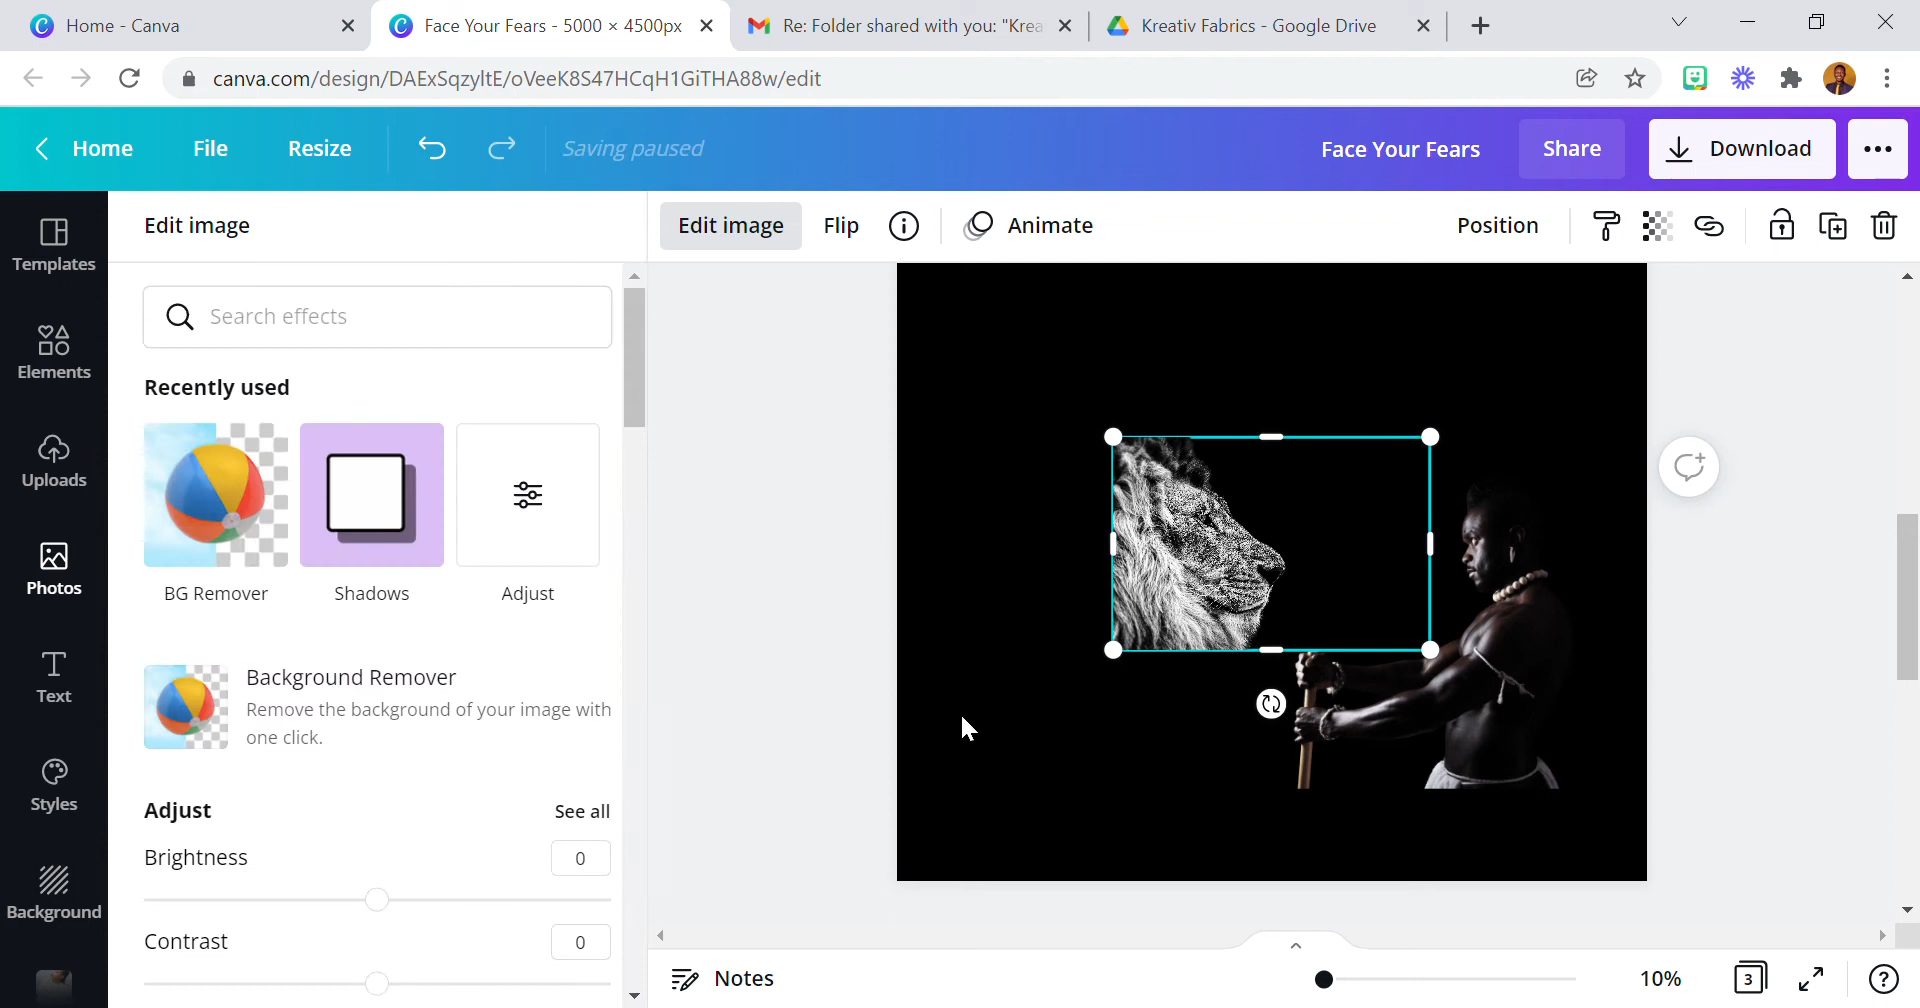 Home - Canva
Face Your Fears - 5000 × 4500px
Re: Folder shared with you: "Krea
Kreativ Fabrics - Google Drive
canva.com/design/DAExSqzyltE/oVeeK8S47HCqH1GiTHA88w/edit
Home
File
Resize
Saving paused
Face Your Fears
Share
Download
Edit image
Edit image
Flip
Animate
Position
Templates
Elements
Uploads
Photos
Text
Styles
Background
Search effects
Recently used
BG Remover
Shadows
Adjust
Background Remover
Remove the background of your image with
one click.
Adjust
See all
Brightness
0
Contrast
0
Notes
10%
3